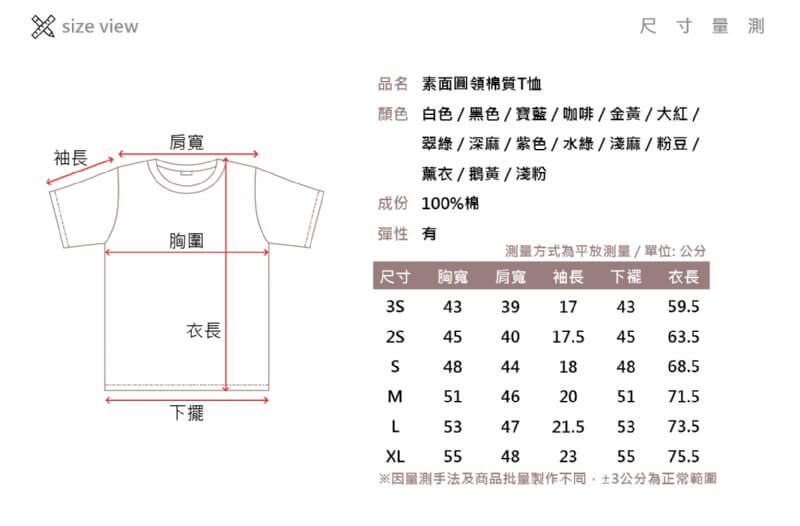 size view
尺寸量測
品名 素面圓領棉質T恤
顏色 白色 / 黑色 / 寶藍 / 咖啡 / 金黃 / 大紅 /
翠綠 / 深麻 / 紫色 / 水綠 / 淺麻 / 粉豆 /
薰衣 / 鵝黃 / 淺粉
成份 100%棉
彈性 有
測量方式為平放測量 / 單位: 公分
尺寸 胸寬 肩寬 袖長 下襬 衣長
3S 43 39 17 43 59.5
2S 45 40 17.5 45 63.5
S 48 44 18 48 68.5
M 51 46 20 51 71.5
L 53 47 21.5 53 73.5
XL 55 48 23 55 75.5
※因量測手法及商品批量製作不同，±3公分為正常範圍
肩寬
袖長
胸圍
衣長
下擺